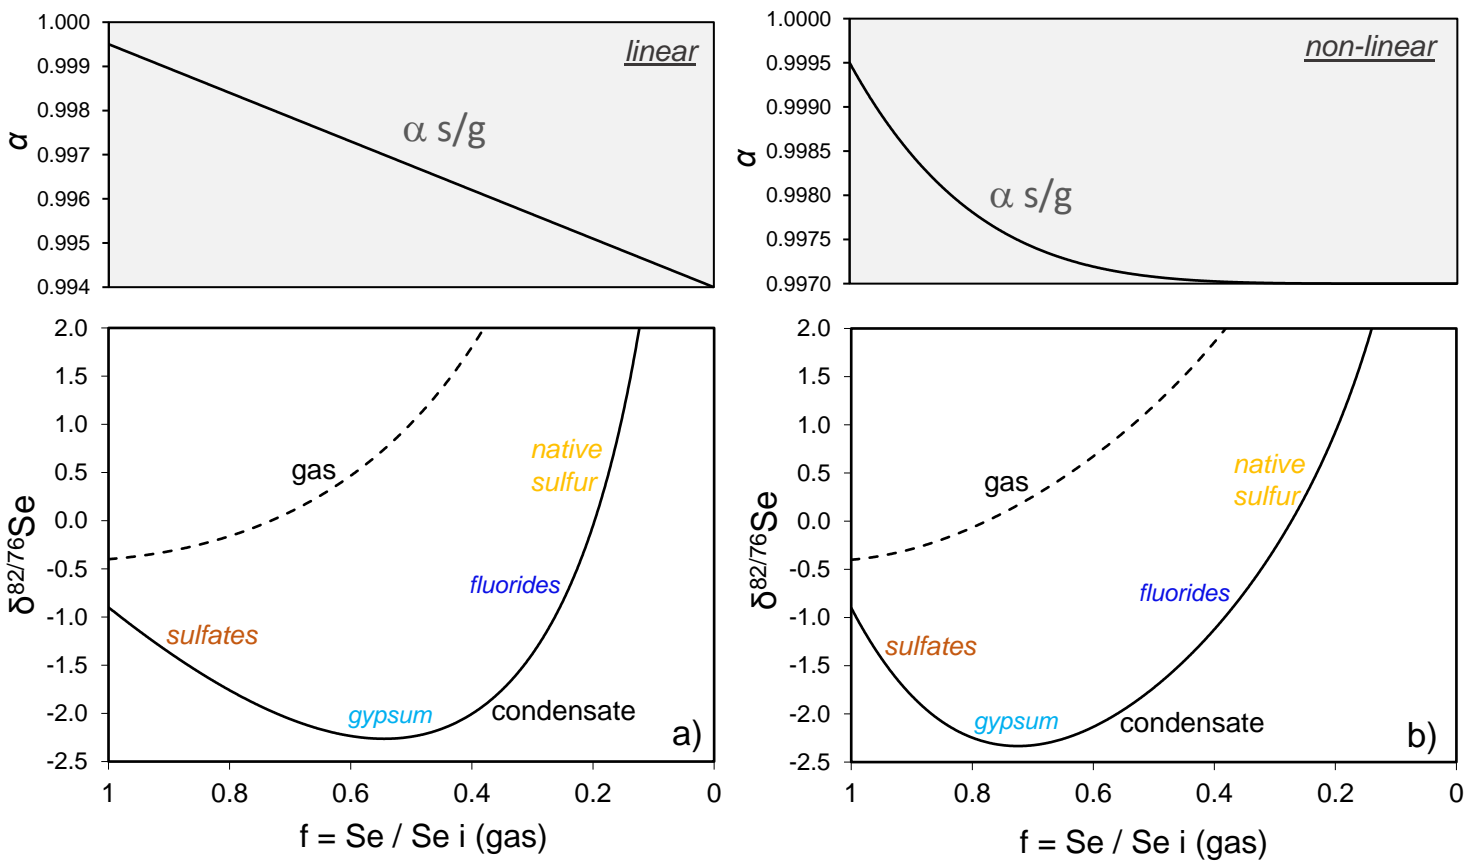 1.000
0.999
0.998
0.997
0.996
0.995
0.994
α
linear
α s/g
1.0000
0.9995
0.9990
0.9985
0.9980
0.9975
0.9970
α
non-linear
α s/g
2.0
1.5
1.0
0.5
0.0
-0.5
-1.0
-1.5
-2.0
-2.5
δ82/76Se
gas
native
sulfur
fluorides
sulfates
gypsum
condensate
a)
1 0.8 0.6 0.4 0.2 0
f = Se / Se i (gas)
2.0
1.5
1.0
0.5
0.0
-0.5
-1.0
-1.5
-2.0
-2.5
δ82/76Se
gas
native
sulfur
fluorides
sulfates
gypsum
condensate
b)
1 0.8 0.6 0.4 0.2 0
f = Se / Se i (gas)